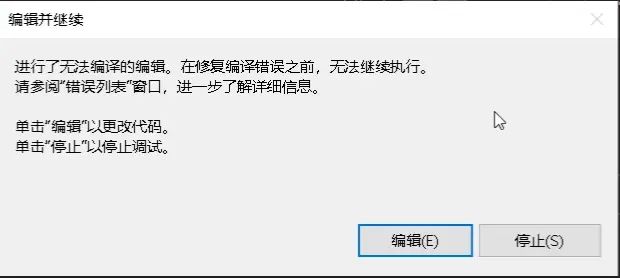 编辑并继续
进行了无法编译的编辑。在修复编译错误之前，无法继续执行。
请参阅“错误列表”窗口，进一步了解详细信息。
单击“编辑”以更改代码。
单击“停止”以停止调试。
编辑(E)
停止(S)